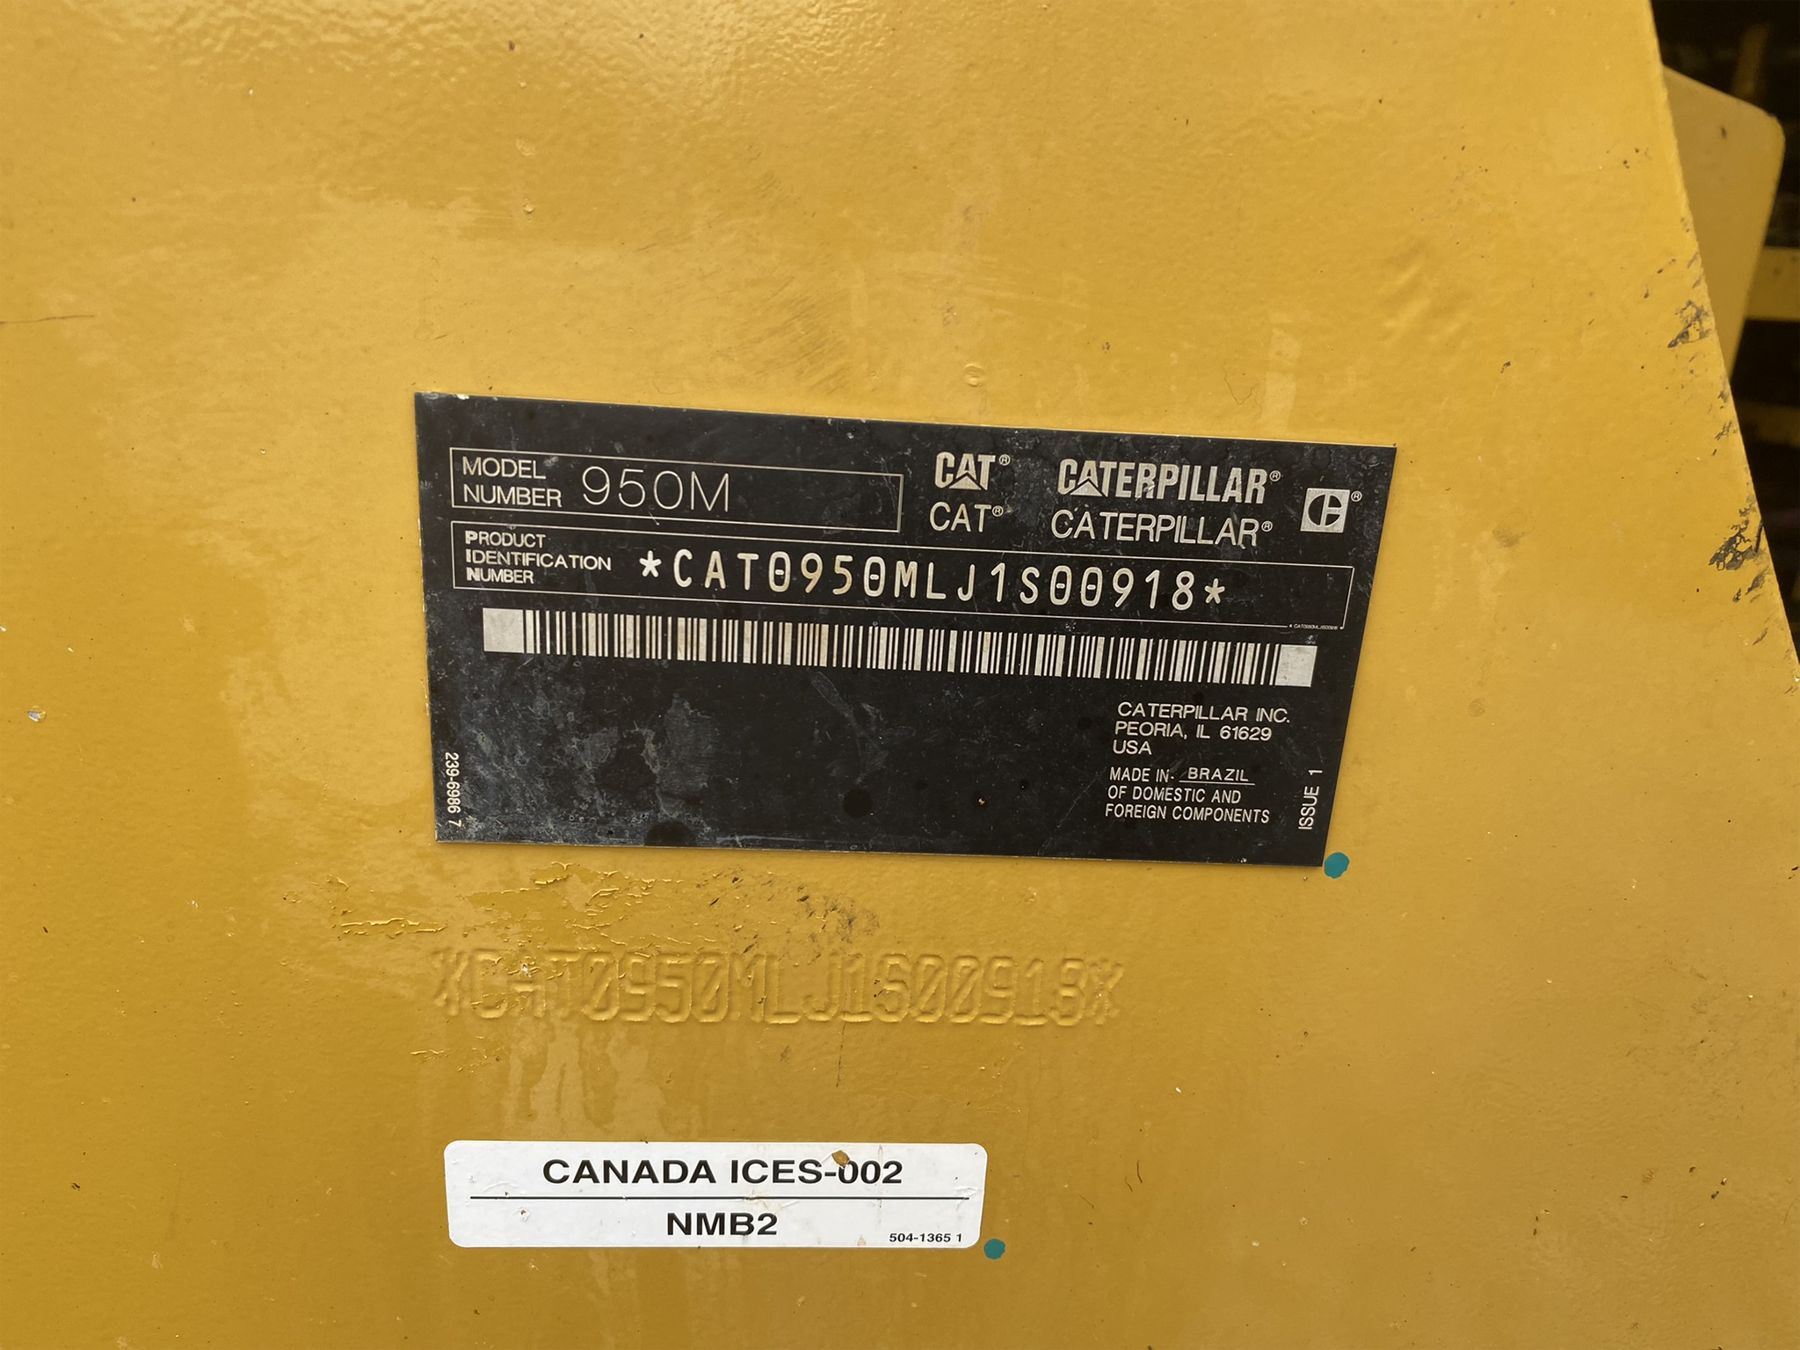 MODEL NUMBER 950M
CAT® CATERPILLAR®
CAT® CATERPILLAR®
PRODUCT IDENTIFICATION NUMBER *CAT0950MLJ1S00918*
CATERPILLAR INC.
PEORIA, IL 61629
USA
MADE IN: BRAZIL
OF DOMESTIC AND
FOREIGN COMPONENTS
239-6986 7
ISSUE 1
*CAT0950MLJ1S00918*
CANADA ICES-002
NMB2
504-1365 1